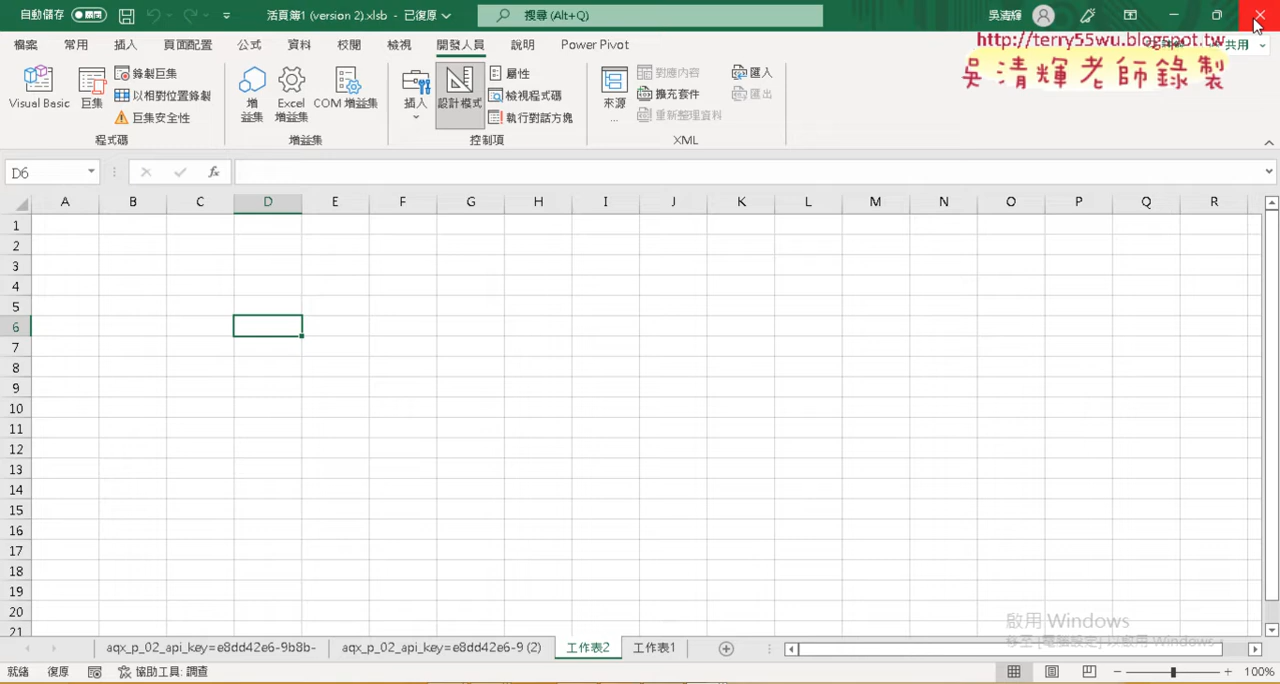 自動儲存
活頁簿1 (version 2).xlsb - 已復原
搜尋 (Alt+Q)
吳清輝
檔案 常用 插入 頁面配置 公式 資料 校閱 檢視 開發人員 說明 Power Pivot
http://terry55wu.blogspot.tw
共用
吳清輝老師錄製
Visual Basic
巨集
錄製巨集
以相對位置錄製
巨集安全性
程式碼
增益集
Excel 增益集
COM 增益集
增益集
插入
設計模式
屬性
檢視程式碼
執行對話方塊
控制項
來源...
對應內容
擴充套件
重新整理資料
匯入
匯出
XML
D6
fx
A B C D E F G H I J K L M N O P Q R
1
2
3
4
5
6
7
8
9
10
11
12
13
14
15
16
17
18
19
20
21
啟用 Windows
移至 [電腦設定] 以啟用 Windows。
aqx_p_02_api_key=e8dd42e6-9b8b- aqx_p_02_api_key=e8dd42e6-9 (2) 工作表2 工作表1
就緒 復原 協助工具: 調查 100%